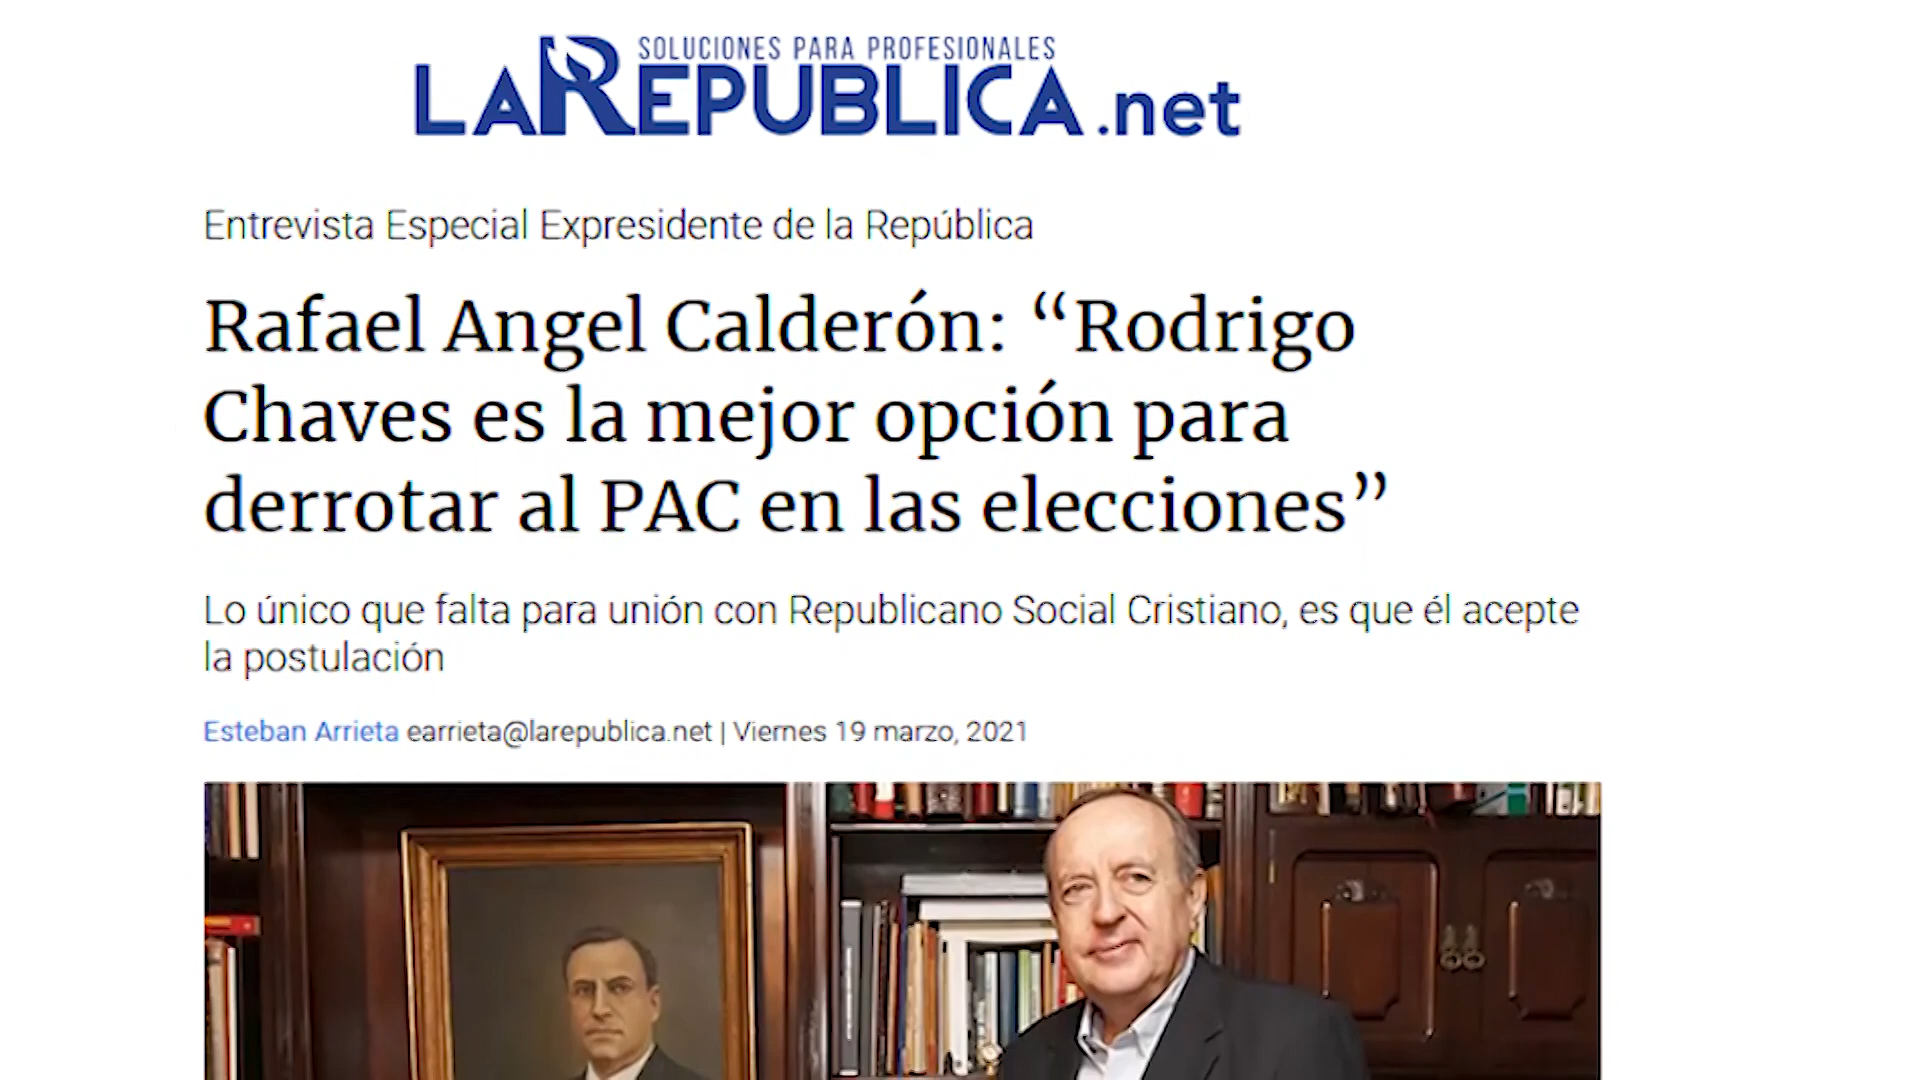 SOLUCIONES PARA PROFESIONALES
LAREPUBLICA.net
Entrevista Especial Expresidente de la República
Rafael Angel Calderón: “Rodrigo
Chaves es la mejor opción para
derrotar al PAC en las elecciones”
Lo único que falta para unión con Republicano Social Cristiano, es que él acepte
la postulación
Esteban Arrieta earrieta@larepublica.net | Viernes 19 marzo, 2021